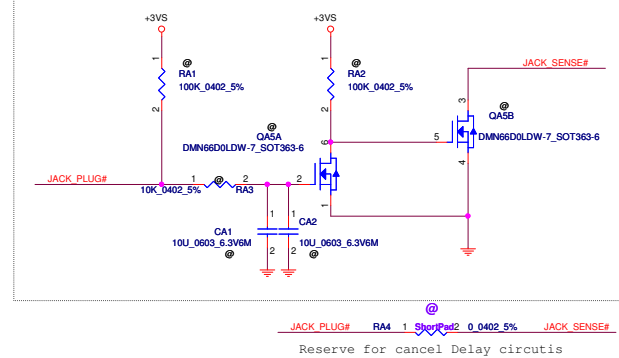 +3VS
+3VS
1
@
RA1
100K_0402_5%
2
1
@
RA2
100K_0402_5%
2
JACK_SENSE#
3
@
QA5B
DMN66D0LDW-7_SOT363-6
5
4
@
QA5A
DMN66D0LDW-7_SOT363-6
6
2
1
JACK_PLUG#
10K_0402_5%
1
@
2
RA3
1
1
CA2
CA1
10U_0603_6.3V6M
10U_0603_6.3V6M
2
2
@
@
@
JACK_PLUG#
RA4
1
ShortPad
2
0_0402_5%
JACK_SENSE#
Reserve for cancel Delay circutis